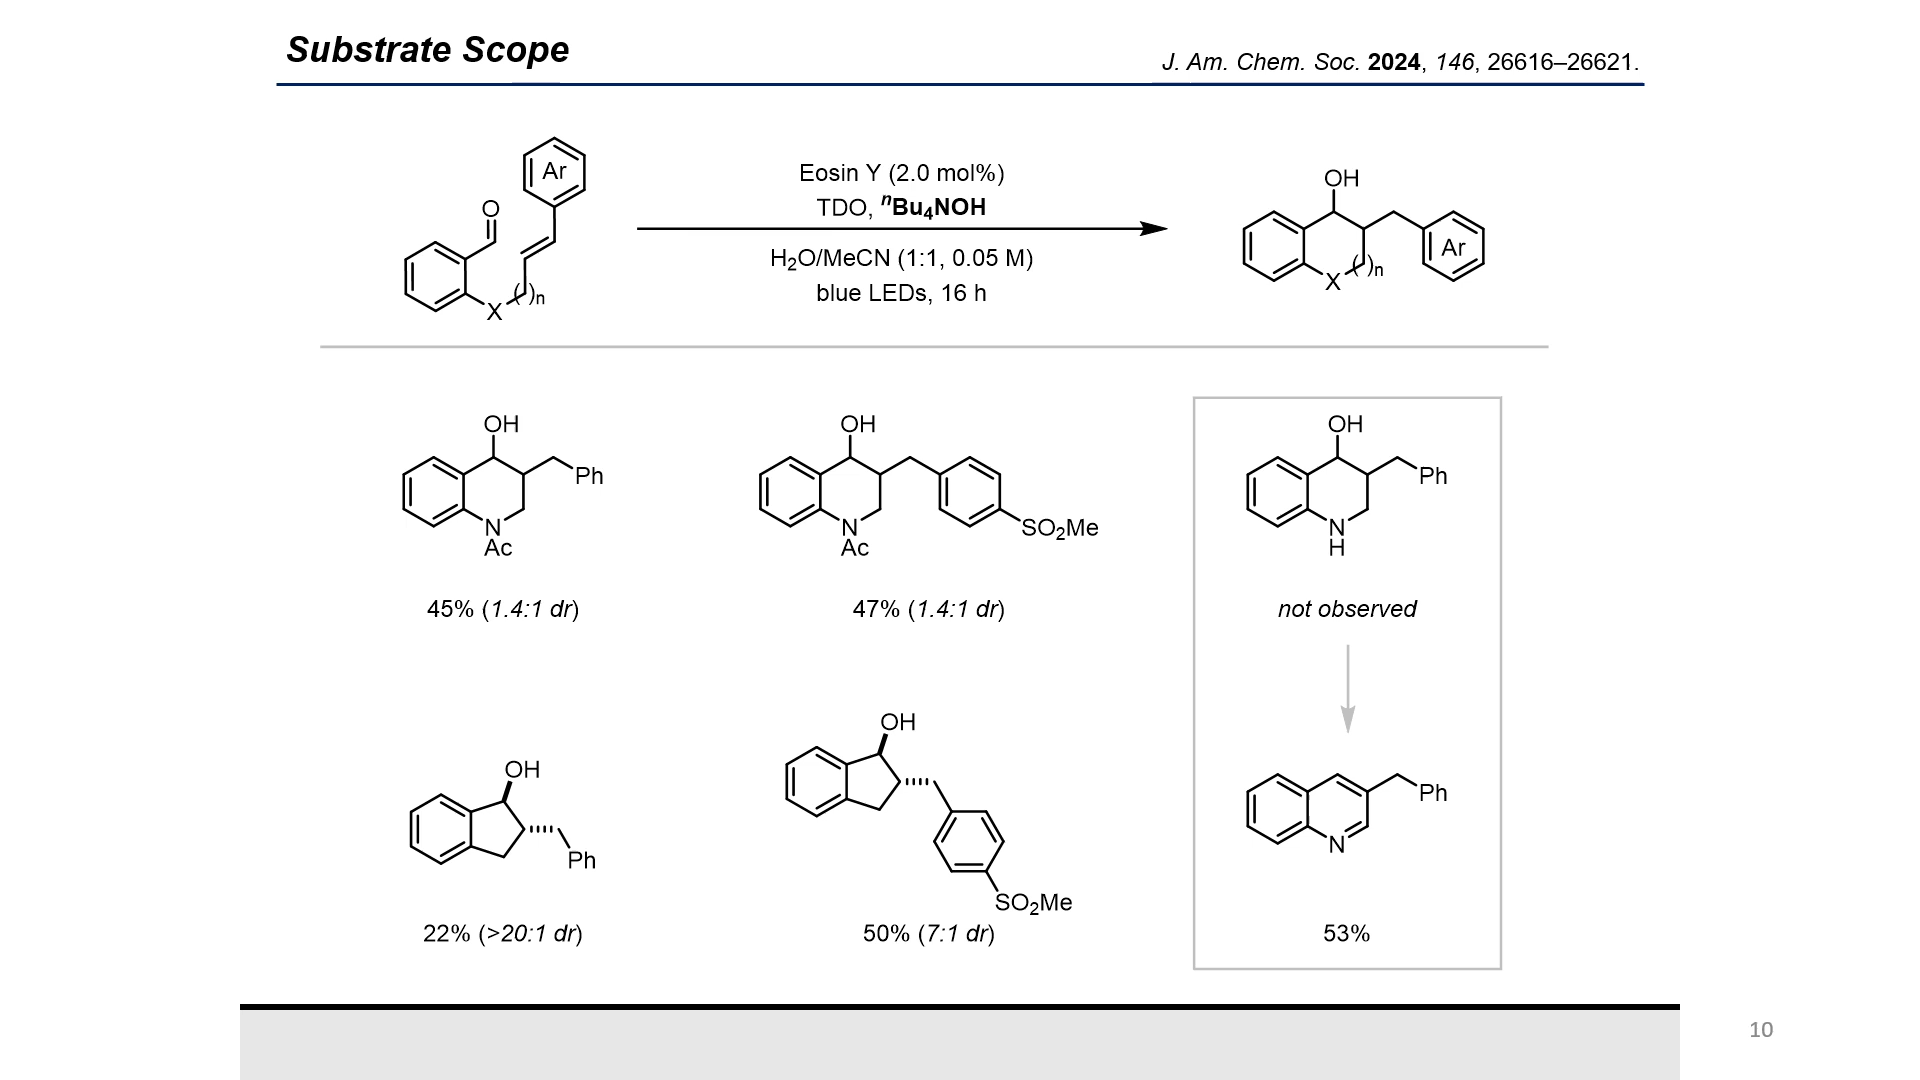 Substrate Scope
J. Am. Chem. Soc. 2024, 146, 26616–26621.
Ar
O
X
( )n
Eosin Y (2.0 mol%)
TDO, nBu4NOH
H2O/MeCN (1:1, 0.05 M)
blue LEDs, 16 h
OH
Ar
X
( )n
OH
Ph
N
Ac
45% (1.4:1 dr)
OH
N
Ac
SO2Me
47% (1.4:1 dr)
OH
Ph
N
H
not observed
OH
Ph
22% (>20:1 dr)
OH
SO2Me
50% (7:1 dr)
Ph
N
53%
10